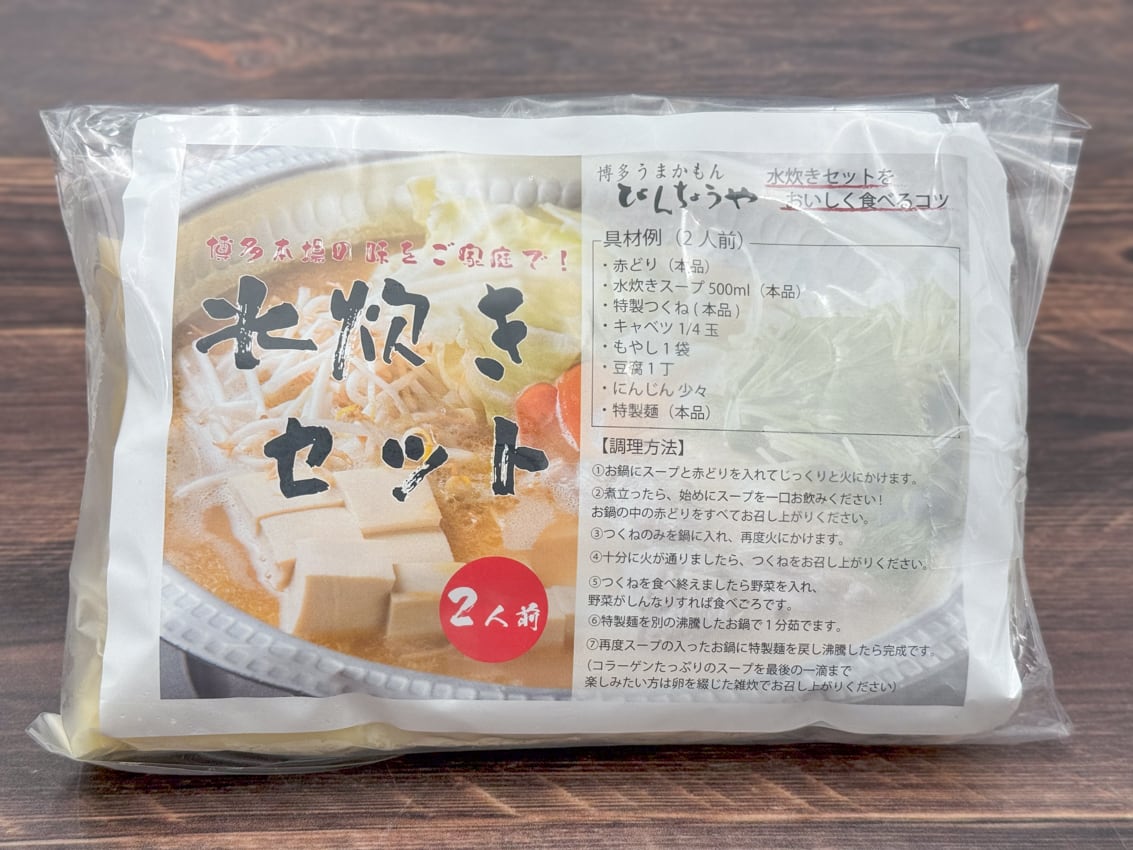 博多本場の味をご家庭で！
水炊き
セット
2人前
博多うまかもん
びんちょうや
水炊きセットを
おいしく食べるコツ
具材例（2人前）
・赤どり（本品）
・水炊きスープ 500ml（本品）
・特製つくね（本品）
・キャベツ 1/4 玉
・もやし 1 袋
・豆腐 1 丁
・にんじん 少々
・特製麺（本品）
【調理方法】
①お鍋にスープと赤どりを入れてじっくりと火にかけます。
②煮立ったら、始めにスープを一口お飲みください！
お鍋の中の赤どりをすべてお召し上がりください。
③つくねのみを鍋に入れ、再度火にかけます。
④十分に火が通りましたら、つくねをお召し上がりください。
⑤つくねを食べ終えましたら野菜を入れ、
野菜がしんなりすれば食べごろです。
⑥特製麺を別の沸騰したお鍋で 1 分茹でます。
⑦再度スープの入ったお鍋に特製麺を戻し沸騰したら完成です。
（コラーゲンたっぷりのスープを最後の一滴まで
楽しみたい方は卵を綴じた雑炊でお召し上がりください）